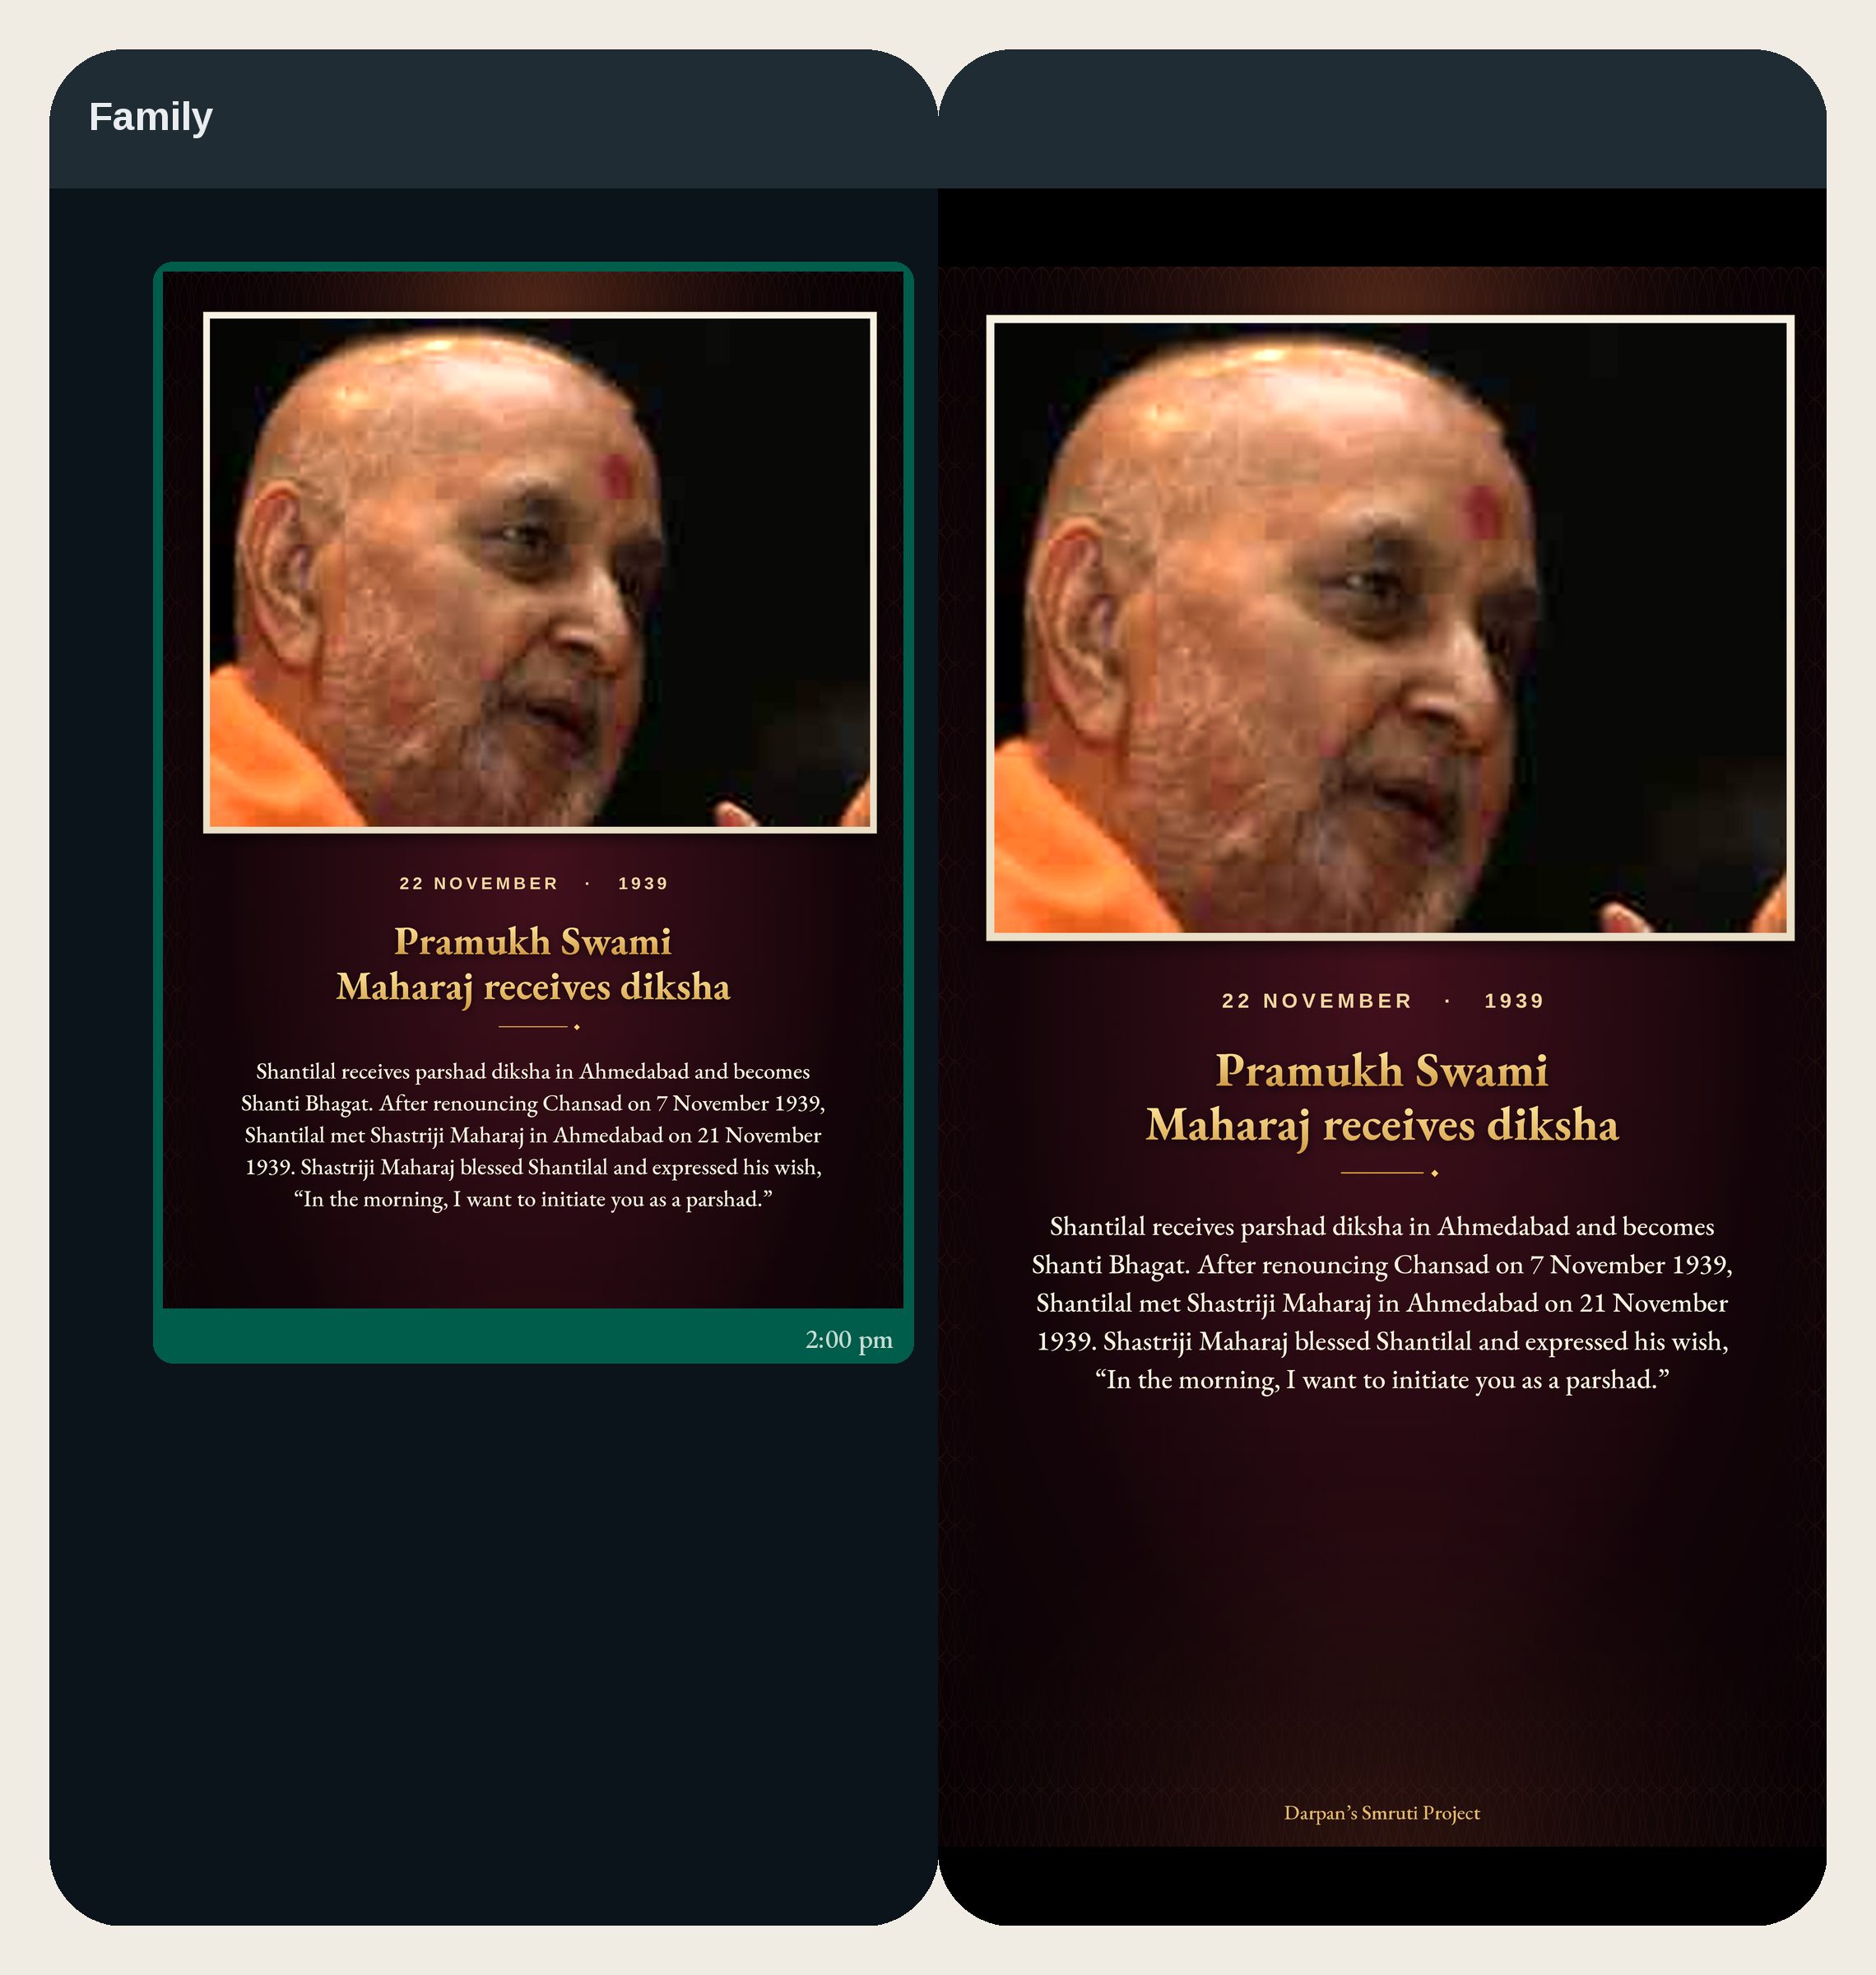 Family
22 NOVEMBER · 1939
Pramukh Swami
Maharaj receives diksha
Shantilal receives parshad diksha in Ahmedabad and becomes
Shanti Bhagat. After renouncing Chansad on 7 November 1939,
Shantilal met Shastriji Maharaj in Ahmedabad on 21 November
1939. Shastriji Maharaj blessed Shantilal and expressed his wish,
“In the morning, I want to initiate you as a parshad.”
2:00 pm
22 NOVEMBER · 1939
Pramukh Swami
Maharaj receives diksha
Shantilal receives parshad diksha in Ahmedabad and becomes
Shanti Bhagat. After renouncing Chansad on 7 November 1939,
Shantilal met Shastriji Maharaj in Ahmedabad on 21 November
1939. Shastriji Maharaj blessed Shantilal and expressed his wish,
“In the morning, I want to initiate you as a parshad.”
Darpan’s Smruti Project